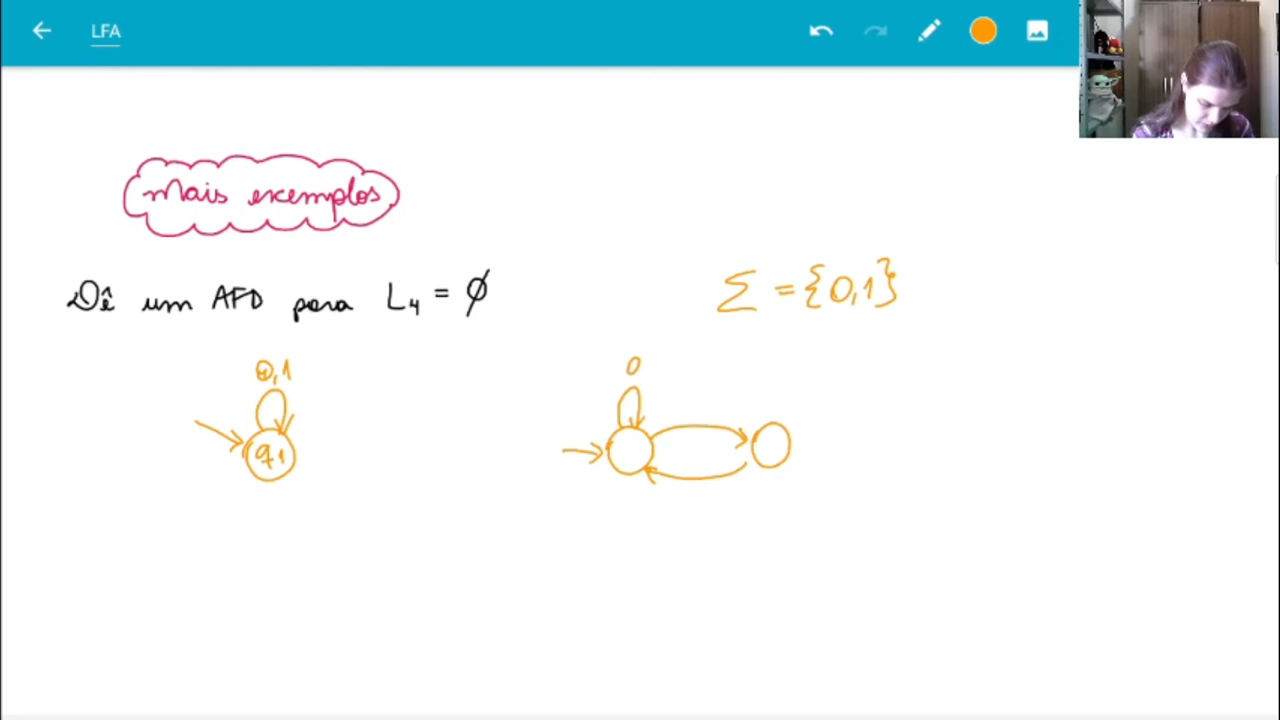 LFA
Mais exemplos
Dê um AFD para L₄ = ∅
Σ = {0,1}
0,1
q₁
0